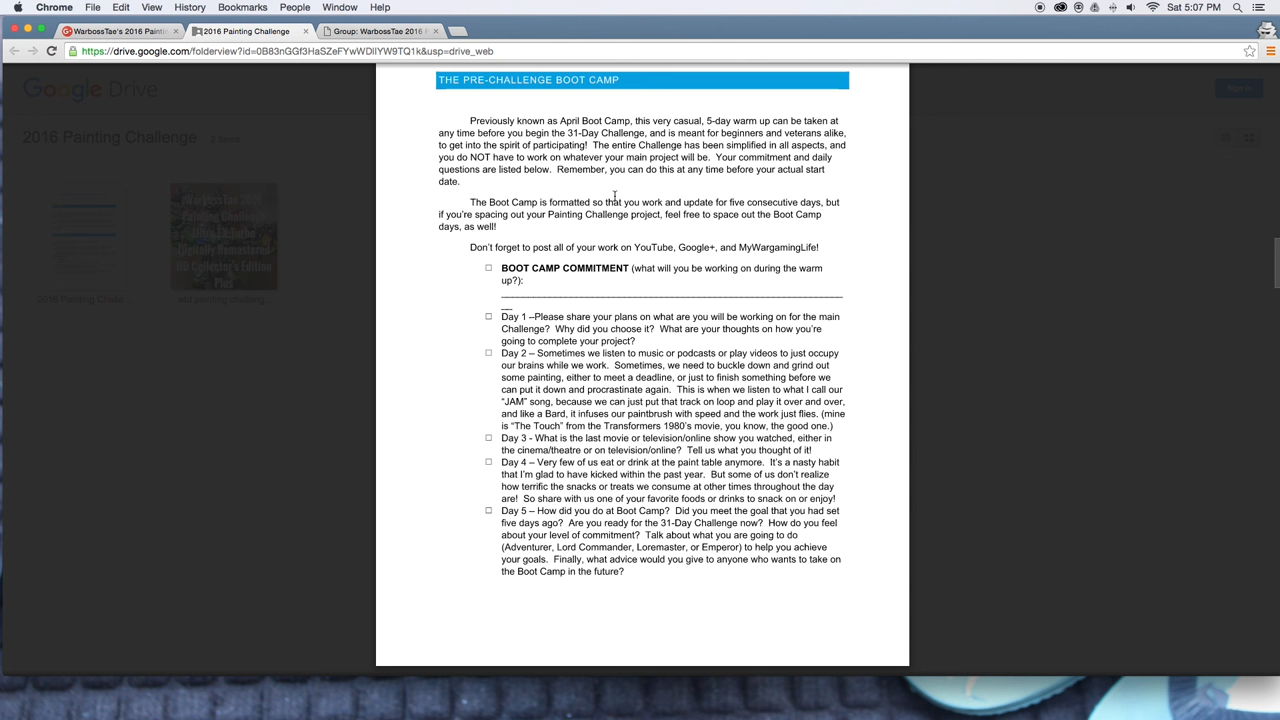 Chrome File Edit View History Bookmarks People Window Help Sat 5:07 PM
WarbossTae's 2016 Paintin 2016 Painting Challenge Group: WarbossTae 2016 P
https://drive.google.com/folderview?id=0B83nGGf3HaSZeFYwWDlIYW9TQ1k&usp=drive_web
Google Drive
Sign in
2016 Painting Challenge 2 items
2016 Painting Challe
edit painting challeng...
THE PRE-CHALLENGE BOOT CAMP
Previously known as April Boot Camp, this very casual, 5-day warm up can be taken at
any time before you begin the 31-Day Challenge, and is meant for beginners and veterans alike,
to get into the spirit of participating! The entire Challenge has been simplified in all aspects, and
you do NOT have to work on whatever your main project will be. Your commitment and daily
questions are listed below. Remember, you can do this at any time before your actual start
date.
The Boot Camp is formatted so that you work and update for five consecutive days, but
if you're spacing out your Painting Challenge project, feel free to space out the Boot Camp
days, as well!
Don't forget to post all of your work on YouTube, Google+, and MyWargamingLife!
BOOT CAMP COMMITMENT (what will you be working on during the warm
up?):
Day 1 –Please share your plans on what are you will be working on for the main
Challenge? Why did you choose it? What are your thoughts on how you're
going to complete your project?
Day 2 – Sometimes we listen to music or podcasts or play videos to just occupy
our brains while we work. Sometimes, we need to buckle down and grind out
some painting, either to meet a deadline, or just to finish something before we
can put it down and procrastinate again. This is when we listen to what I call our
"JAM" song, because we can just put that track on loop and play it over and over,
and like a Bard, it infuses our paintbrush with speed and the work just flies. (mine
is "The Touch" from the Transformers 1980's movie, you know, the good one.)
Day 3 - What is the last movie or television/online show you watched, either in
the cinema/theatre or on television/online? Tell us what you thought of it!
Day 4 – Very few of us eat or drink at the paint table anymore. It's a nasty habit
that I'm glad to have kicked within the past year. But some of us don't realize
how terrific the snacks or treats we consume at other times throughout the day
are! So share with us one of your favorite foods or drinks to snack on or enjoy!
Day 5 – How did you do at Boot Camp? Did you meet the goal that you had set
five days ago? Are you ready for the 31-Day Challenge now? How do you feel
about your level of commitment? Talk about what you are going to do
(Adventurer, Lord Commander, Loremaster, or Emperor) to help you achieve
your goals. Finally, what advice would you give to anyone who wants to take on
the Boot Camp in the future?